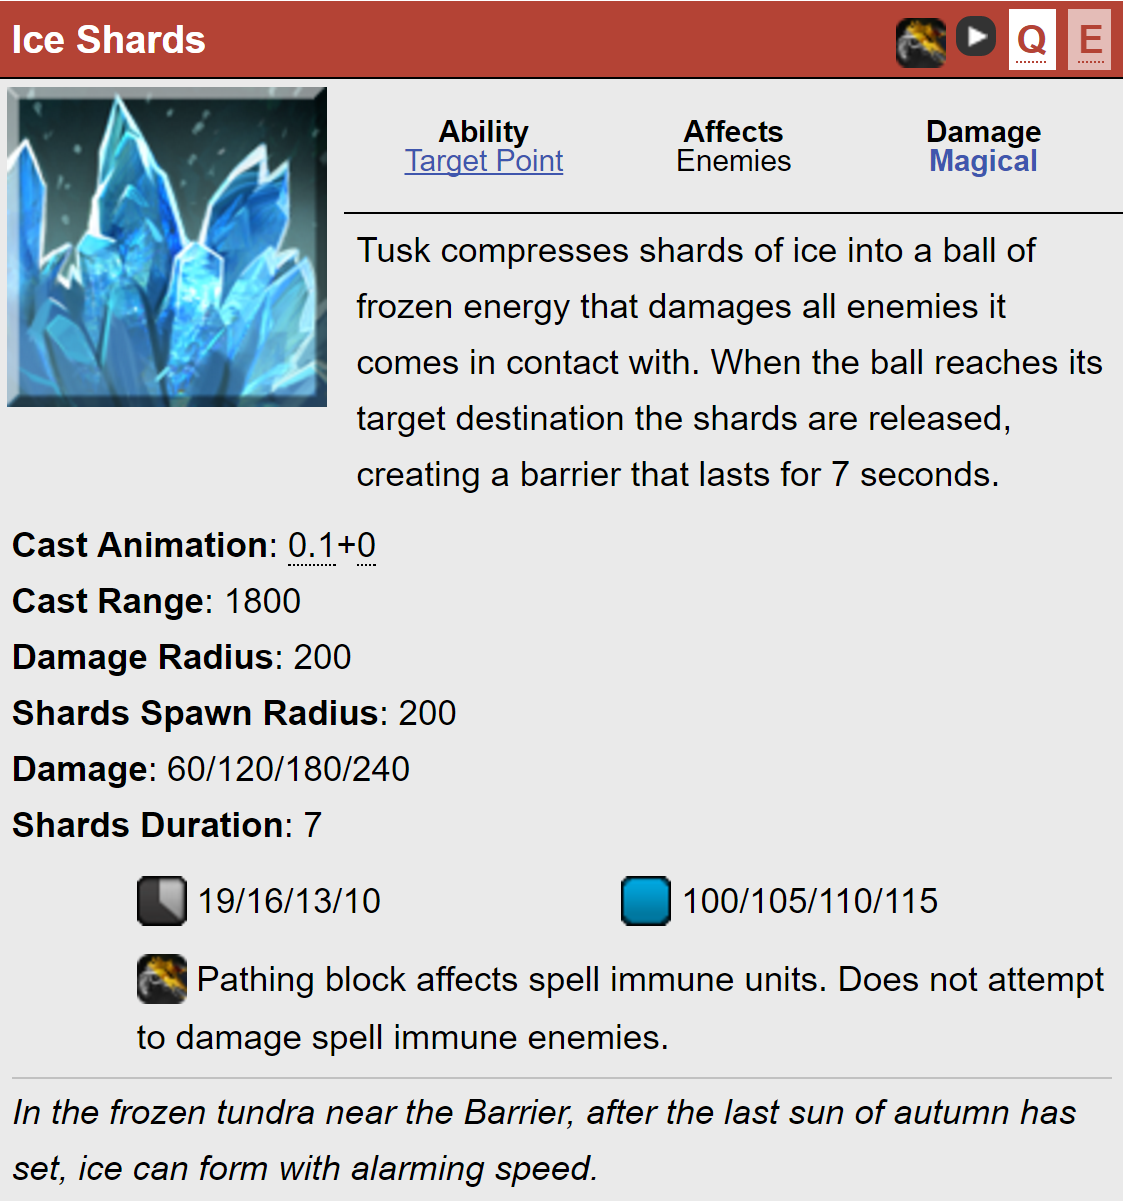 Ice Shards
Q E
Ability Affects Damage
Target Point Enemies Magical
Tusk compresses shards of ice into a ball of
frozen energy that damages all enemies it
comes in contact with. When the ball reaches its
target destination the shards are released,
creating a barrier that lasts for 7 seconds.
Cast Animation: 0.1+0
Cast Range: 1800
Damage Radius: 200
Shards Spawn Radius: 200
Damage: 60/120/180/240
Shards Duration: 7
19/16/13/10 100/105/110/115
Pathing block affects spell immune units. Does not attempt
to damage spell immune enemies.
In the frozen tundra near the Barrier, after the last sun of autumn has
set, ice can form with alarming speed.